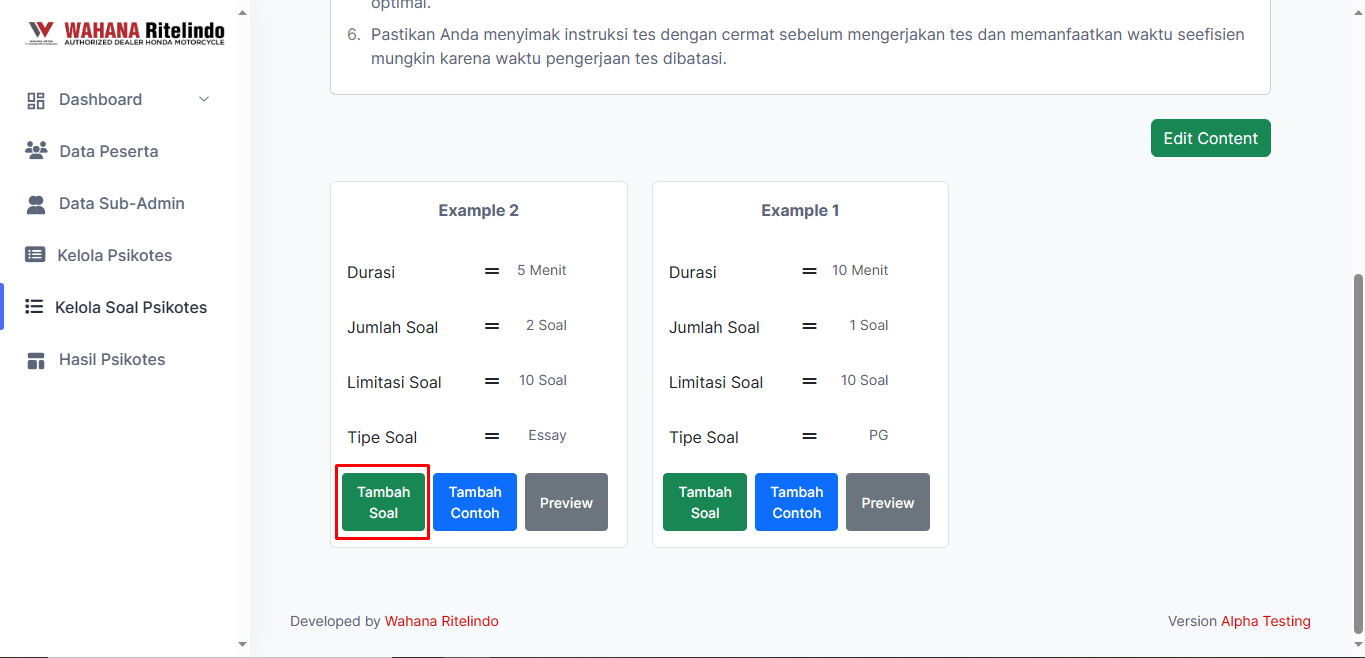 WAHANA Ritelindo
AUTHORIZED DEALER HONDA MOTORCYCLE
Dashboard
Data Peserta
Data Sub-Admin
Kelola Psikotes
Kelola Soal Psikotes
Hasil Psikotes
optimal.
6. Pastikan Anda menyimak instruksi tes dengan cermat sebelum mengerjakan tes dan memanfaatkan waktu seefisien
mungkin karena waktu pengerjaan tes dibatasi.
Edit Content
Example 2
Durasi = 5 Menit
Jumlah Soal = 2 Soal
Limitasi Soal = 10 Soal
Tipe Soal = Essay
Tambah
Soal
Tambah
Contoh
Preview
Example 1
Durasi = 10 Menit
Jumlah Soal = 1 Soal
Limitasi Soal = 10 Soal
Tipe Soal = PG
Tambah
Soal
Tambah
Contoh
Preview
Developed by Wahana Ritelindo
Version Alpha Testing